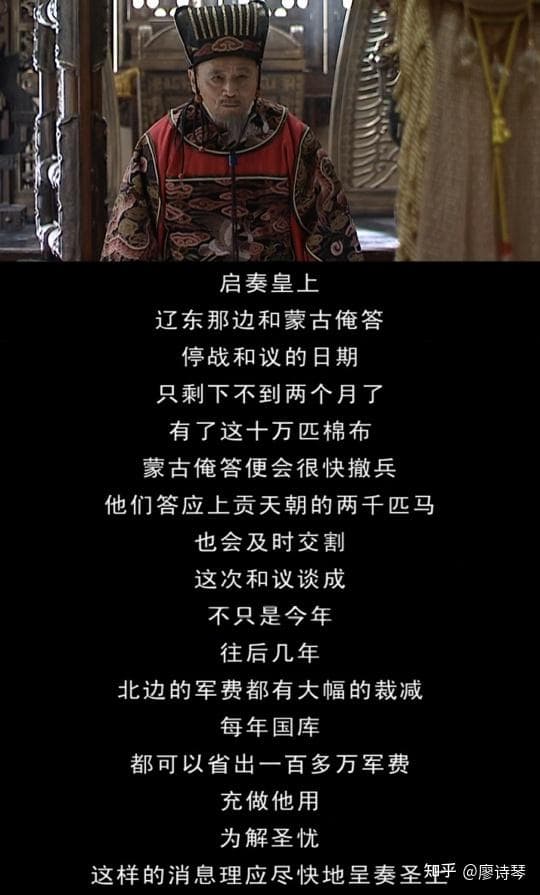 启奏皇上
辽东那边和蒙古俺答
停战和议的日期
只剩下不到两个月了
有了这十万匹棉布
蒙古俺答便会很快撤兵
他们答应上贡天朝的两千匹马
也会及时交割
这次和议谈成
不只是今年
往后几年
北边的军费都有大幅的裁减
每年国库
都可以省出一百多万军费
充做他用
为解圣忧
这样的消息理应尽快地呈奏圣上
知乎 @廖诗琴